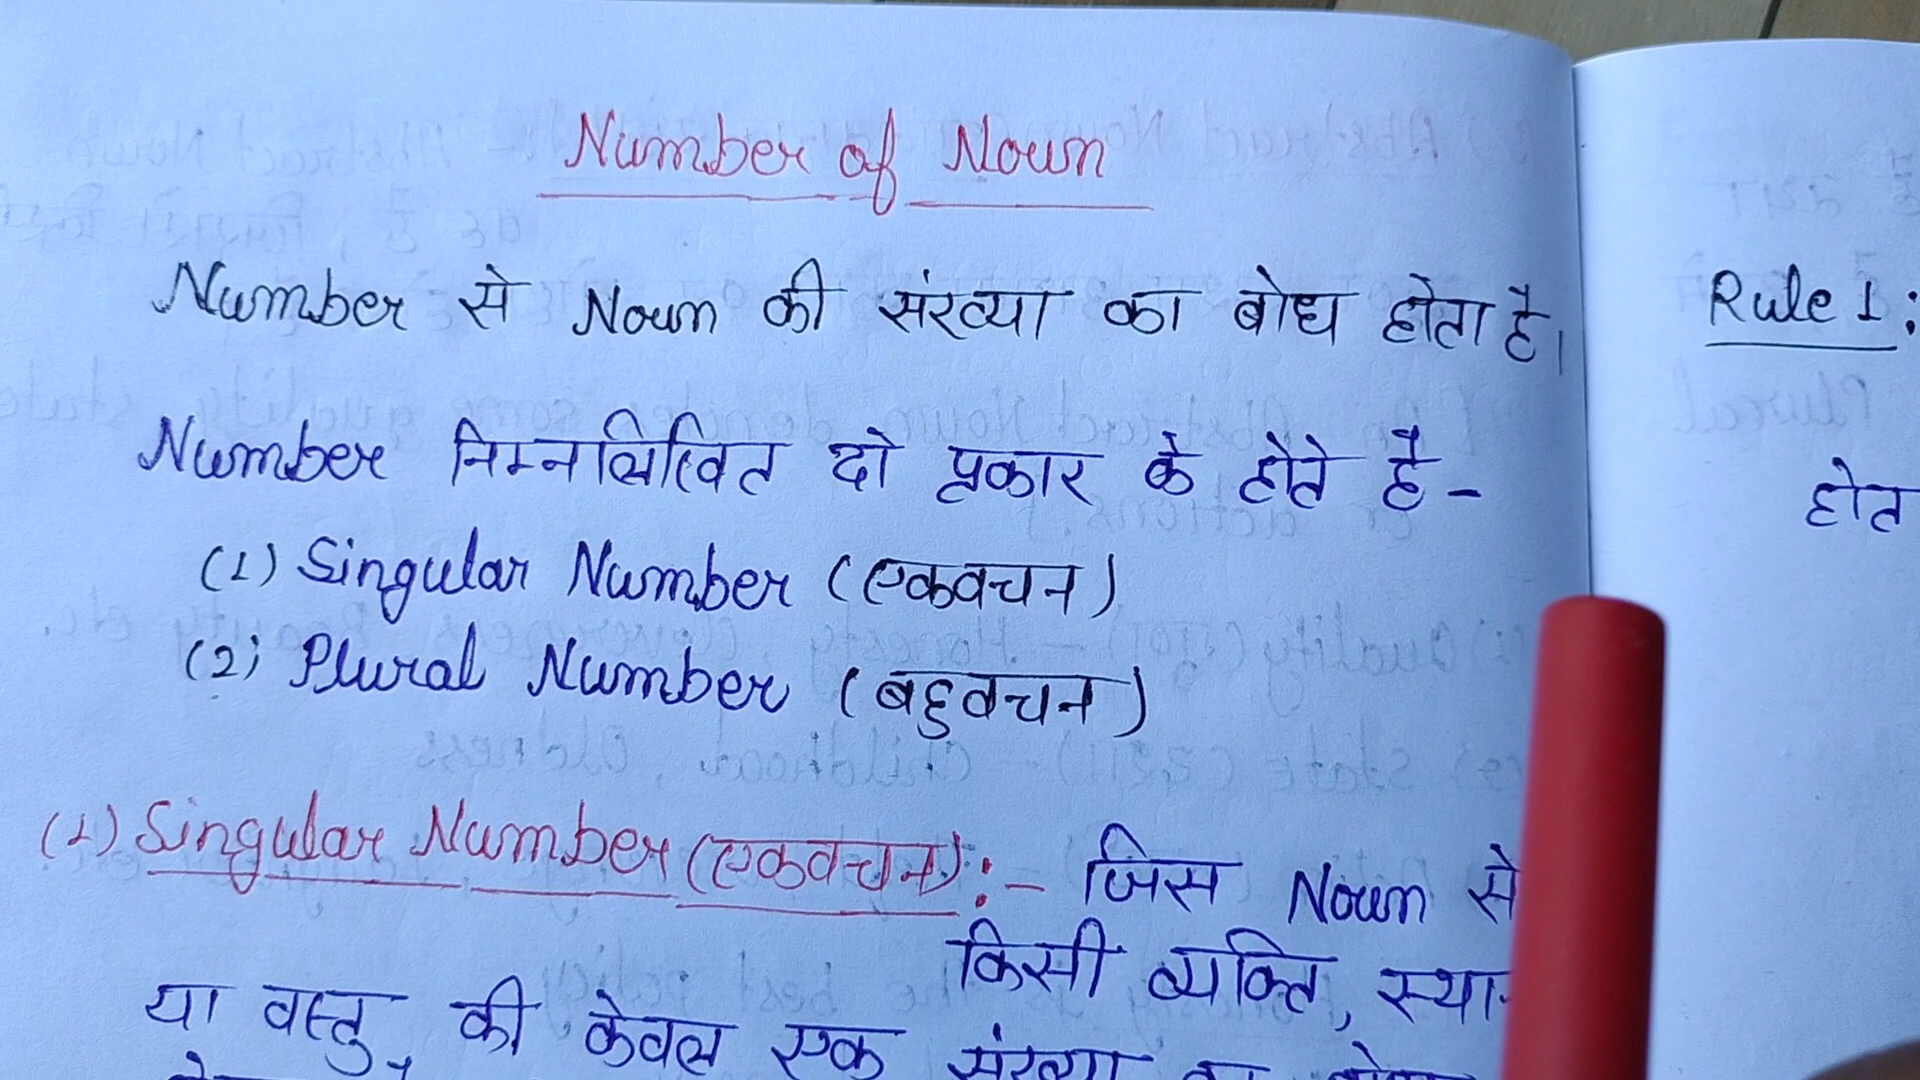 Number of Noun
Number से Noun की संख्या का बोध होता है।
Number निम्नलिखित दो प्रकार के होते है-
(1) Singular Number (एकवचन)
(2) Plural Number (बहुवचन)
(1) Singular Number (एकवचन) :- जिस Noun से
किसी व्यक्ति, स्था
या वस्तु की केवल एक संख्या का बोध
Rule 1:
होत